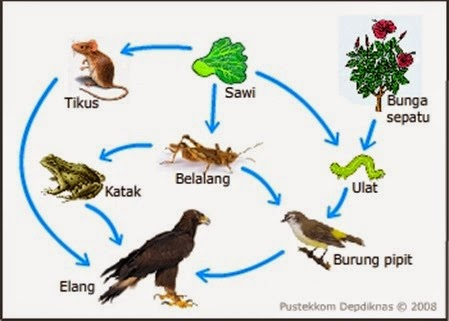 Tikus
Sawi
Bunga
sepatu
Katak
Belalang
Ulat
Elang
Burung pipit
Pustekkom Depdiknas © 2008